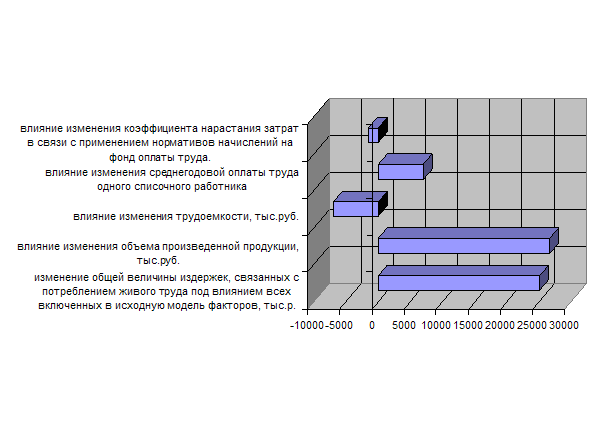 влияние изменения коэффициента нарастания затрат
в связи с применением нормативов начислений на
фонд оплаты труда.
влияние изменения среднегодовой оплаты труда
одного списочного работника
влияние изменения трудоемкости, тыс.руб.
влияние изменения объема произведенной продукции,
тыс.руб.
изменение общей величины издержек, связанных с
потреблением живого труда под влиянием всех
включенных в исходную модель факторов, тыс.р.
-10000 -5000 0 5000 10000 15000 20000 25000 30000